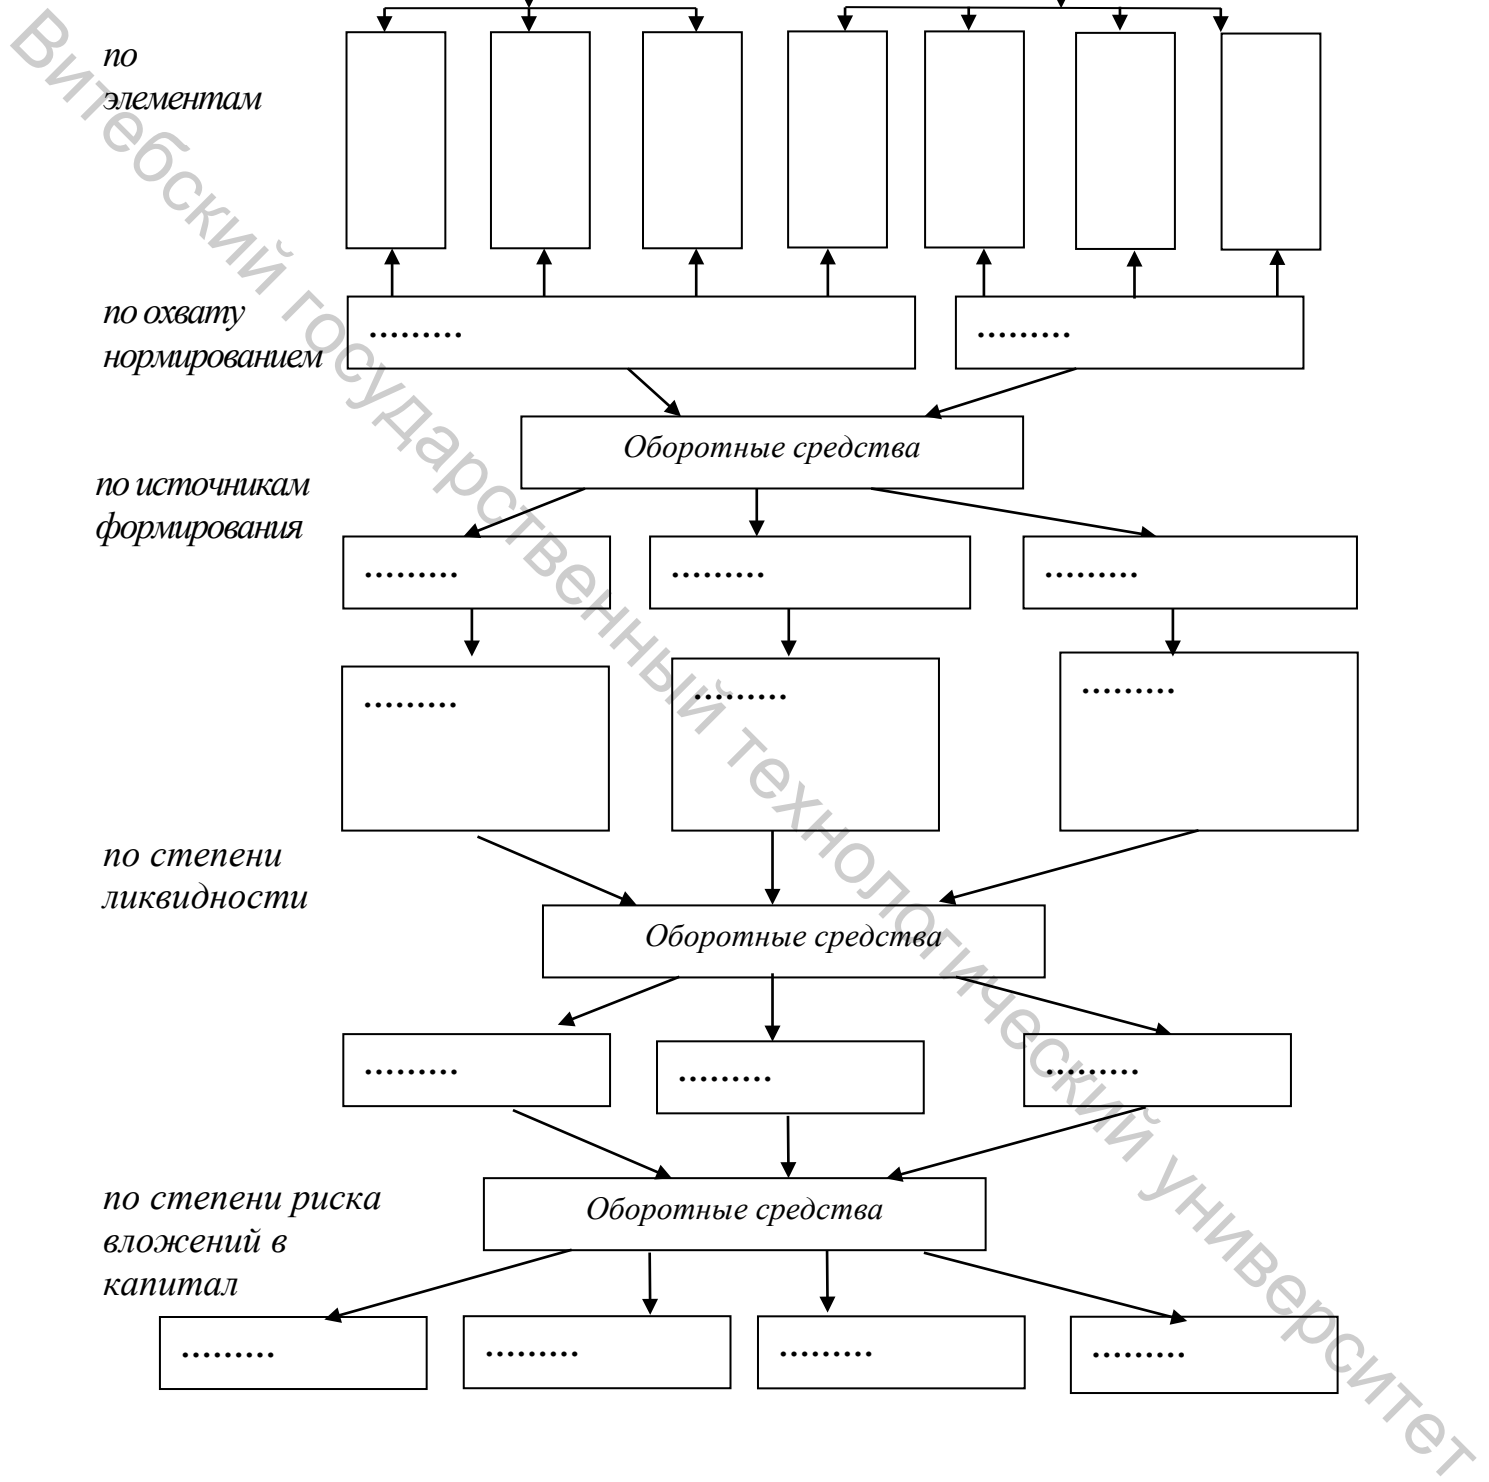 по
элементам
по охвату
нормированием
.........
.........
Оборотные средства
по источникам
формирования
.........
.........
.........
.........
.........
.........
по степени
ликвидности
Оборотные средства
.........
.........
.........
по степени риска
вложений в
капитал
Оборотные средства
.........
.........
.........
.........
Витебский государственный технологический университет